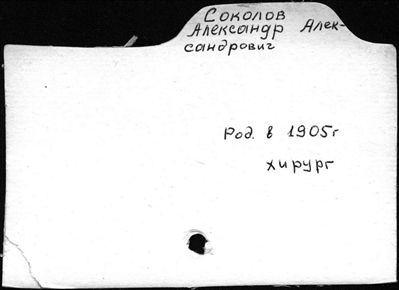 Соколов
Александр Алек-
сандрович
Род. в 1905г
хирург